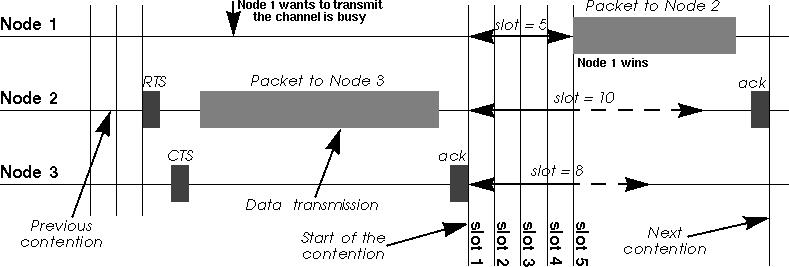 Node 1 wants to transmit
the channel is busy
Packet to Node 2
Node 1
slot = 5
Node 1 wins
RTS
Packet to Node 3
ack
Node 2
slot = 10
CTS
ack
Node 3
slot = 8
Previous
contention
Data transmission
Start of the
contention
slot 1
slot 2
slot 3
slot 4
slot 5
Next
contention